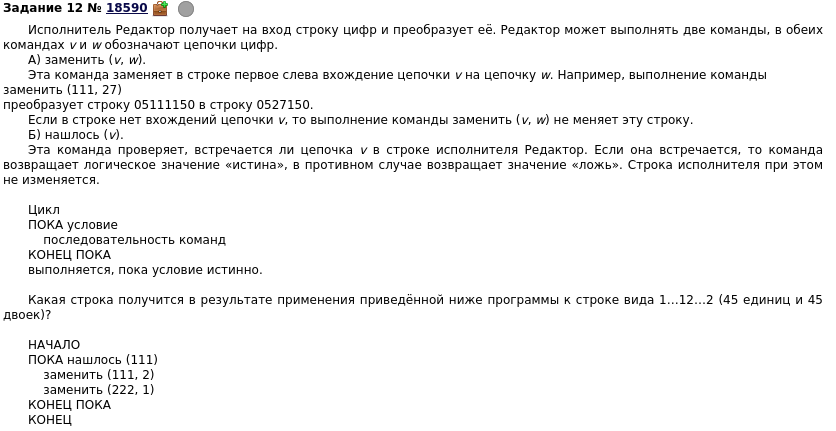 Задание 12 № 18590
Исполнитель Редактор получает на вход строку цифр и преобразует её. Редактор может выполнять две команды, в обеих
командах v и w обозначают цепочки цифр.
А) заменить (v, w).
Эта команда заменяет в строке первое слева вхождение цепочки v на цепочку w. Например, выполнение команды
заменить (111, 27)
преобразует строку 05111150 в строку 0527150.
Если в строке нет вхождений цепочки v, то выполнение команды заменить (v, w) не меняет эту строку.
Б) нашлось (v).
Эта команда проверяет, встречается ли цепочка v в строке исполнителя Редактор. Если она встречается, то команда
возвращает логическое значение «истина», в противном случае возвращает значение «ложь». Строка исполнителя при этом
не изменяется.
Цикл
ПОКА условие
последовательность команд
КОНЕЦ ПОКА
выполняется, пока условие истинно.
Какая строка получится в результате применения приведённой ниже программы к строке вида 1…12…2 (45 единиц и 45
двоек)?
НАЧАЛО
ПОКА нашлось (111)
заменить (111, 2)
заменить (222, 1)
КОНЕЦ ПОКА
КОНЕЦ